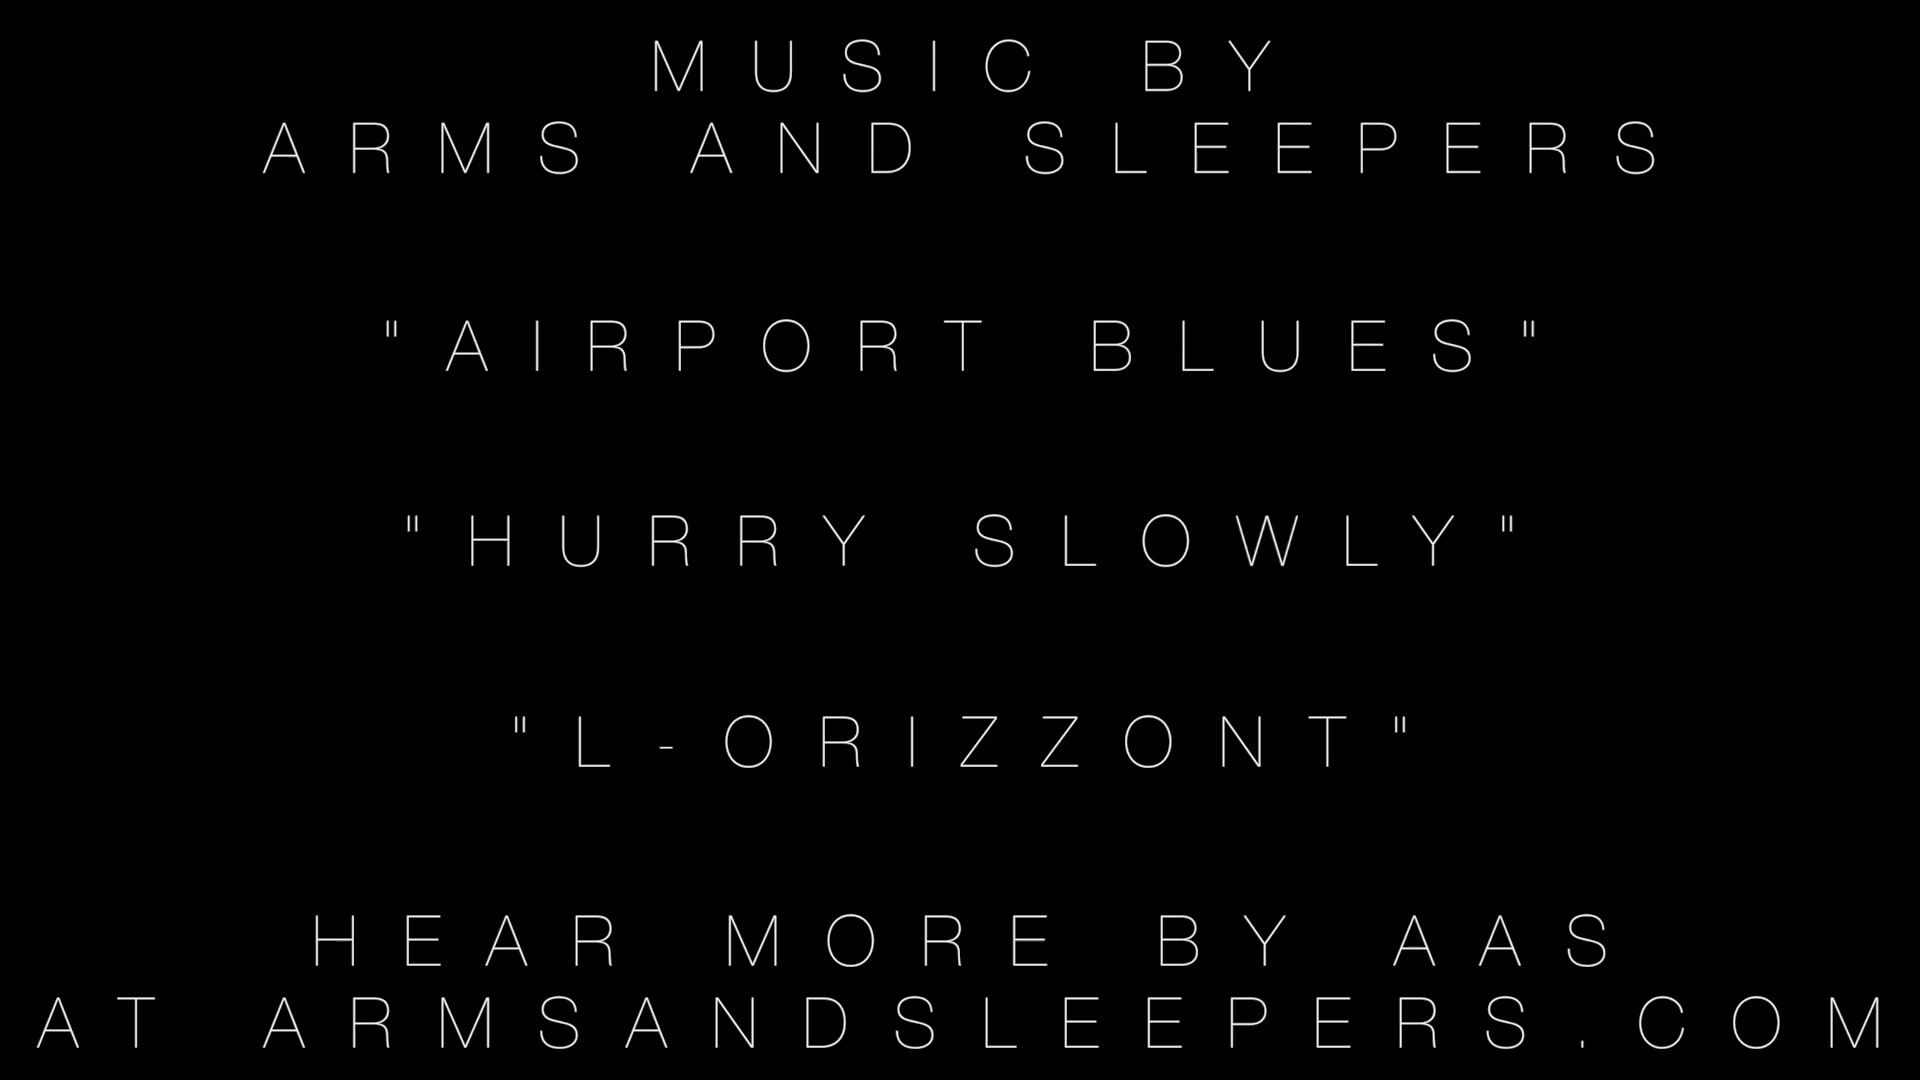 MUSIC BY
ARMS AND SLEEPERS
"AIRPORT BLUES"
"HURRY SLOWLY"
"L-ORIZZONT"
HEAR MORE BY AAS
AT ARMSANDSLEEPERS.COM